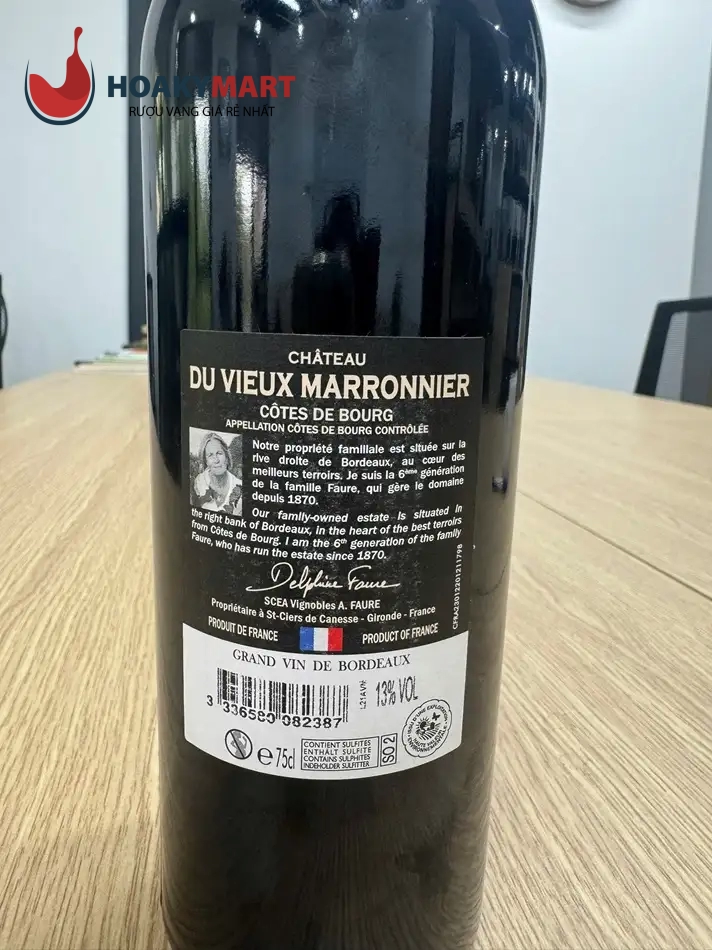 HOAKYMART
RƯỢU VANG GIÁ RẺ NHẤT
CHÂTEAU
DU VIEUX MARRONNIER
CÔTES DE BOURG
APPELLATION CÔTES DE BOURG CONTRÔLÉE
Notre propriété familiale est située sur la
rive droite de Bordeaux, au cœur des
meilleurs terroirs. Je suis la 6ème génération
de la famille Faure, qui gère le domaine
depuis 1870.
Our family-owned estate is situated in
the right bank of Bordeaux, in the heart of the best terroirs
from Côtes de Bourg. I am the 6th generation of the family
Faure, who has run the estate since 1870.
Delphine Faure
SCEA Vignobles A. FAURE
Propriétaire à St-Ciers de Canesse - Gironde - France
PRODUIT DE FRANCE
PRODUCT OF FRANCE
GRAND VIN DE BORDEAUX
13% VOL
3 336580 082387
e 75cl
CONTIENT SULFITES
ENTHÄLT SULFITE
CONTAINS SULPHITES
INDEHOLDER SULFITTER
SO2